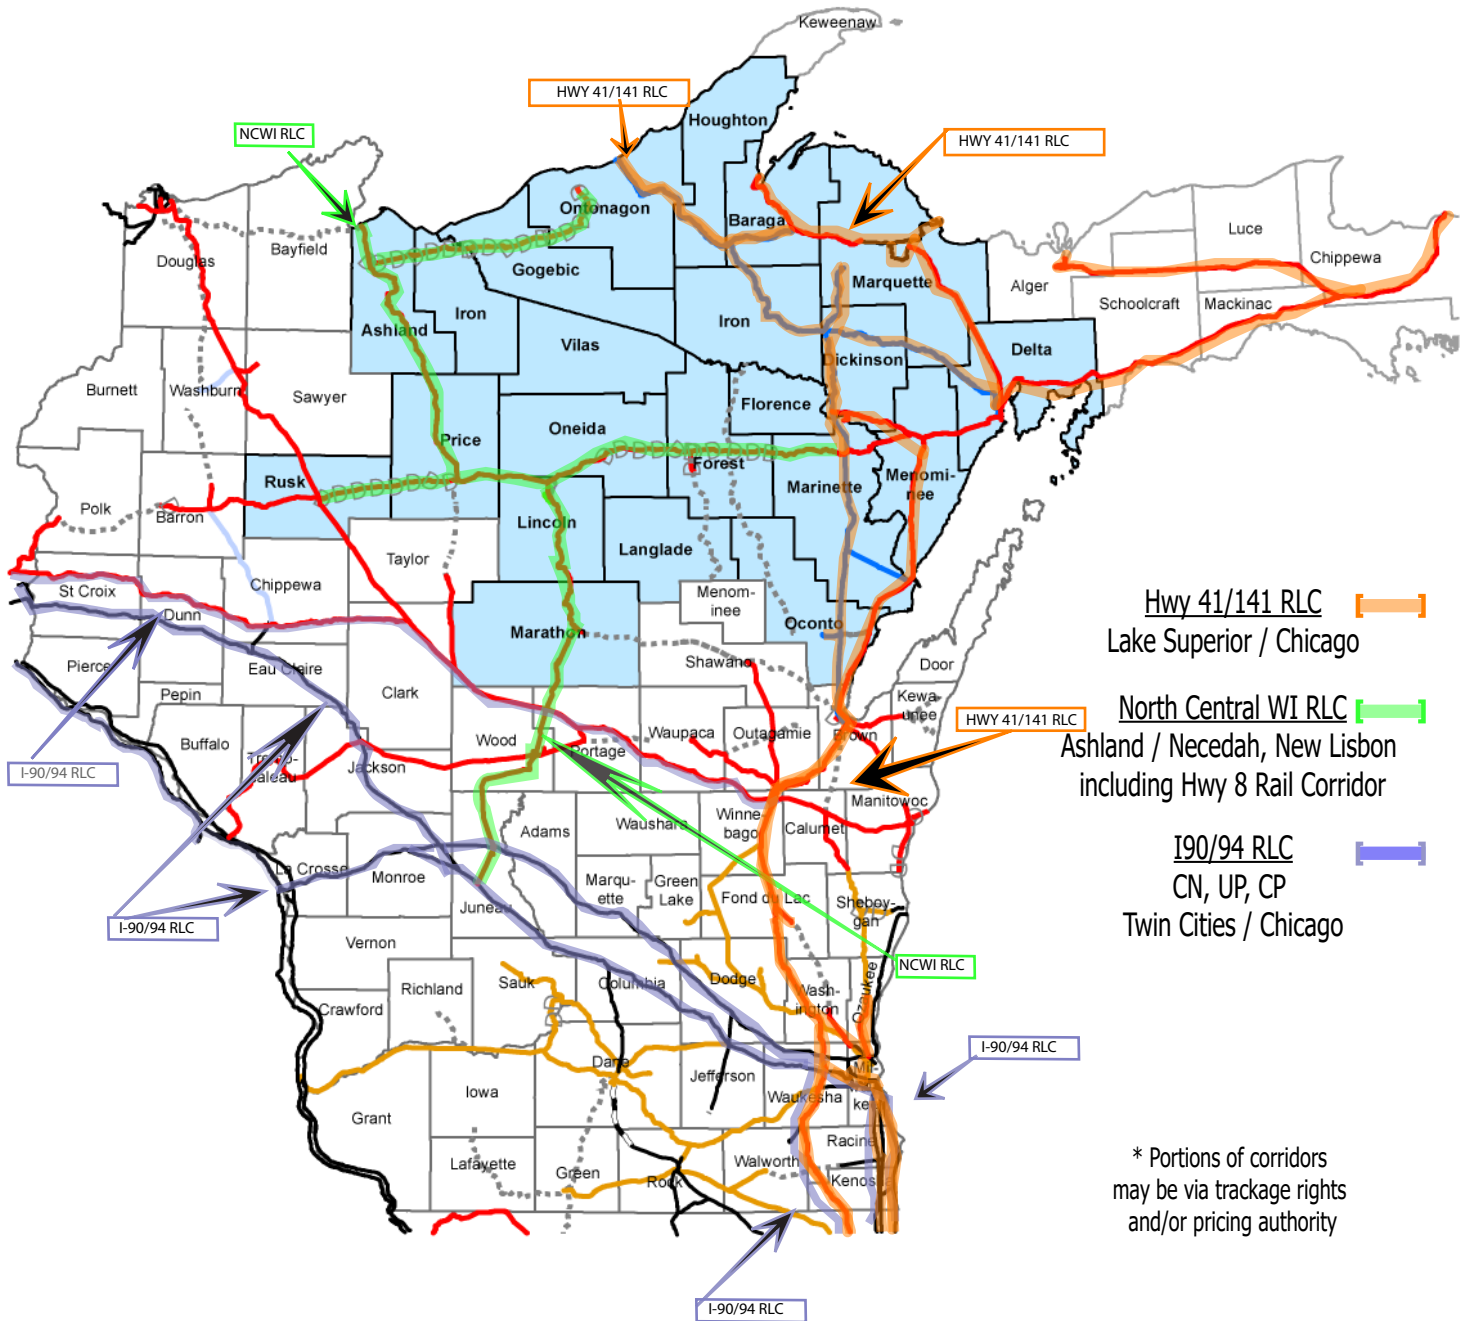 Keweenaw
HWY 41/141 RLC
Houghton
NCWI RLC
HWY 41/141 RLC
Ontonagon
Baraga
Luce
Bayfield
Douglas
Gogebic
Chippewa
Marquette
Alger
Schoolcraft
Mackinac
Iron
Iron
Ashland
Vilas
Delta
Dickinson
Burnett
Washburn
Sawyer
Florence
Oneida
Price
Forest
Rusk
Marinette
Menomi-
nee
Polk
Barron
Lincoln
Langlade
Taylor
Chippewa
St Croix
Dunn
Menom-
inee
Marathon
Oconto
Hwy 41/141 RLC
Lake Superior / Chicago
Pierce
Eau Claire
Shawano
Door
Pepin
Clark
Kewa-
unee
Buffalo
Wood
Portage
Waupaca
Outagamie
Brown
HWY 41/141 RLC
North Central WI RLC
Ashland / Necedah, New Lisbon
including Hwy 8 Rail Corridor
I-90/94 RLC
Tremp-
ealeau
Jackson
Adams
Waushara
Winne-
bago
Calumet
Manitowoc
I90/94 RLC
CN, UP, CP
Twin Cities / Chicago
La Crosse
Monroe
Juneau
Marqu-
ette
Green
Lake
Fond du Lac
Sheboy-
gan
I-90/94 RLC
Vernon
NCWI RLC
Richland
Sauk
Columbia
Dodge
Wash-
ington
Ozaukee
Crawford
I-90/94 RLC
Dane
Jefferson
Waukesha
Mil-
wau-
kee
Iowa
Grant
Racine
Lafayette
Green
Rock
Walworth
Kenosha
* Portions of corridors
may be via trackage rights
and/or pricing authority
I-90/94 RLC